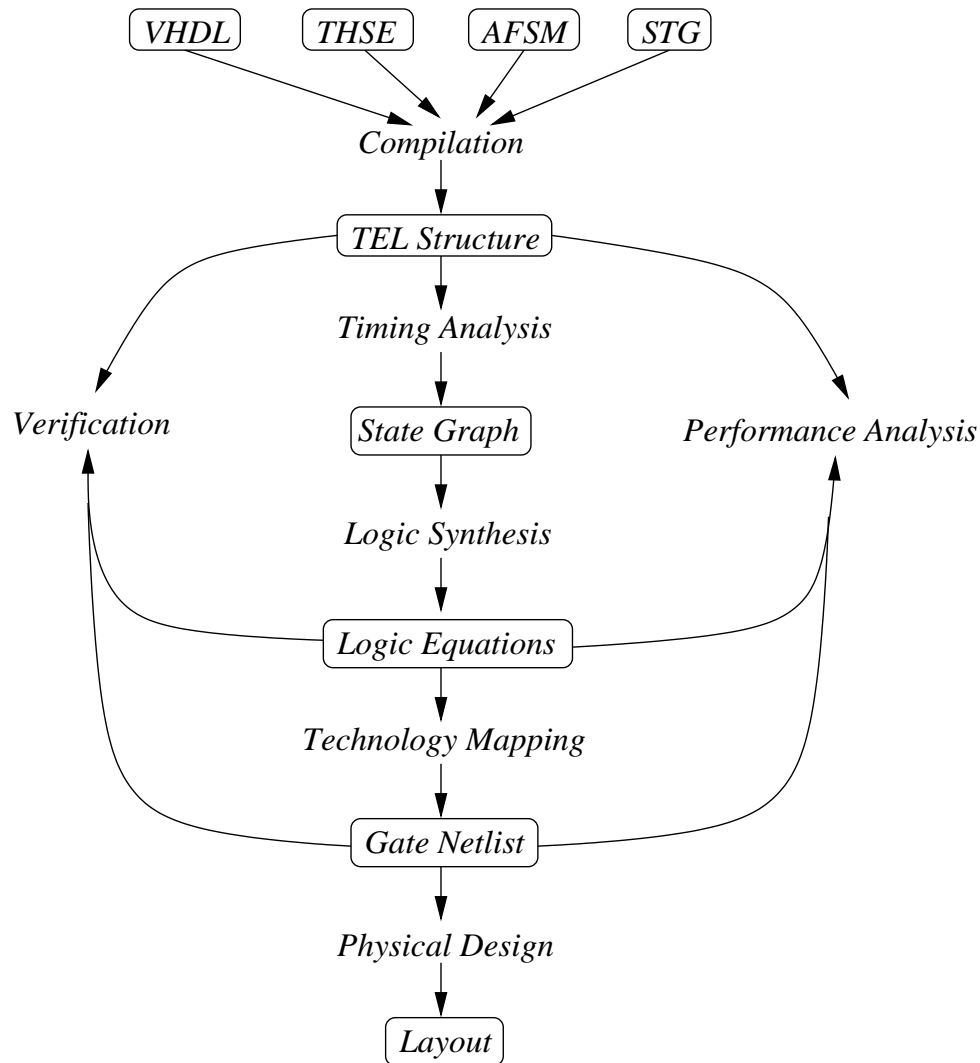 VHDL THSE AFSM STG
Compilation
TEL Structure
Timing Analysis
Verification State Graph Performance Analysis
Logic Synthesis
Logic Equations
Technology Mapping
Gate Netlist
Physical Design
Layout